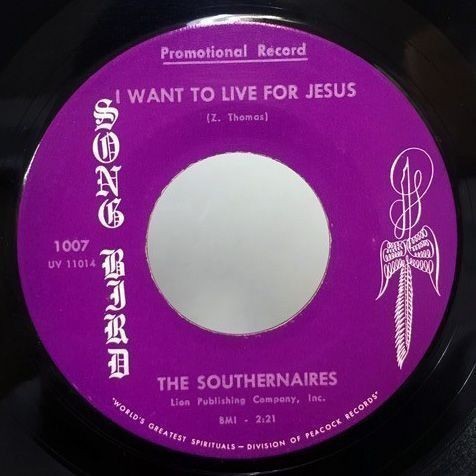 Promotional Record
I WANT TO LIVE FOR JESUS
(Z. Thomas)
SONG BIRD
1007
UV 11014
THE SOUTHERNAIRES
Lion Publishing Company, Inc.
BMI - 2:21
"WORLD'S GREATEST SPIRITUALS — DIVISION OF PEACOCK RECORDS"